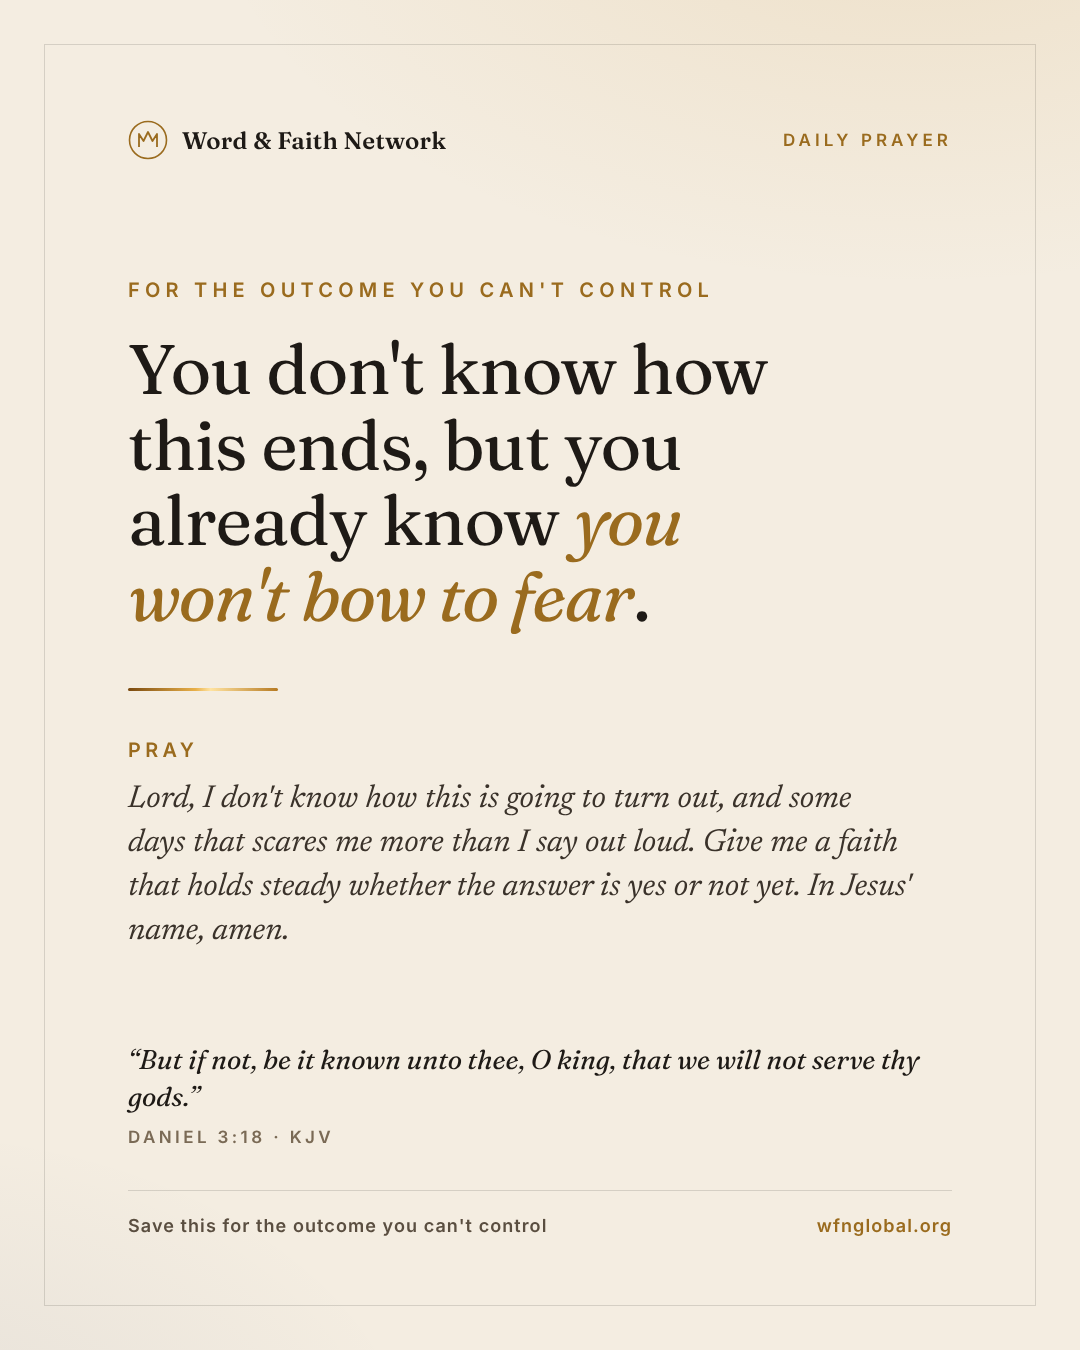 Word & Faith Network
DAILY PRAYER
FOR THE OUTCOME YOU CAN'T CONTROL
You don't know how
this ends, but you
already know you
won't bow to fear.
PRAY
Lord, I don't know how this is going to turn out, and some
days that scares me more than I say out loud. Give me a faith
that holds steady whether the answer is yes or not yet. In Jesus'
name, amen.
“But if not, be it known unto thee, O king, that we will not serve thy
gods.”
DANIEL 3:18 · KJV
Save this for the outcome you can't control
wfnglobal.org